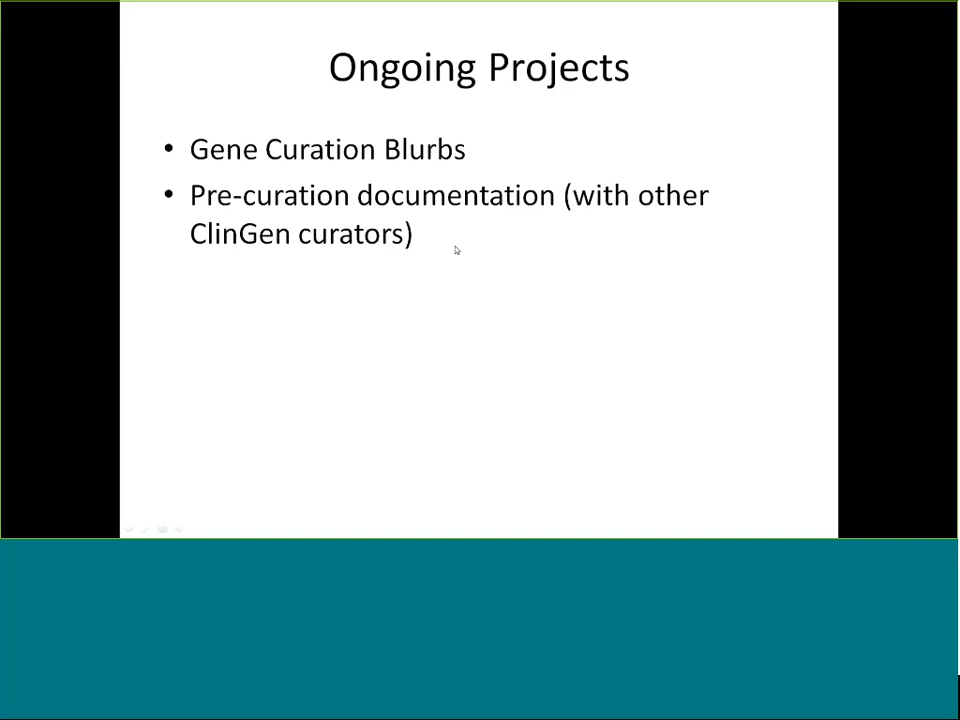 Ongoing Projects
• Gene Curation Blurbs
• Pre-curation documentation (with other
ClinGen curators)